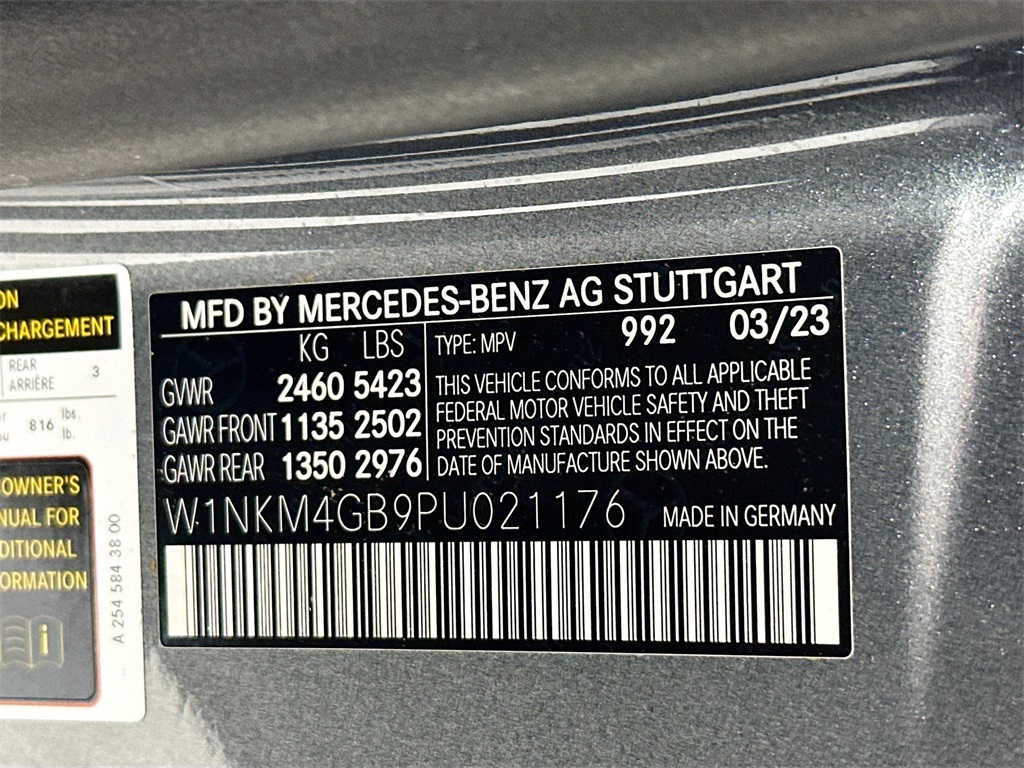 MFD BY MERCEDES-BENZ AG STUTTGART
KG LBS
GVWR 2460 5423
GAWR FRONT 1135 2502
GAWR REAR 1350 2976
TYPE: MPV 992 03/23
THIS VEHICLE CONFORMS TO ALL APPLICABLE
FEDERAL MOTOR VEHICLE SAFETY AND THEFT
PREVENTION STANDARDS IN EFFECT ON THE
DATE OF MANUFACTURE SHOWN ABOVE.
W1NKM4GB9PU021176 MADE IN GERMANY
ON
CHARGEMENT
REAR
ARRIÈRE 3
816 lbs.
lb.
OWNER'S
NUAL FOR
DITIONAL
ORMATION
i
A 254 584 38 00